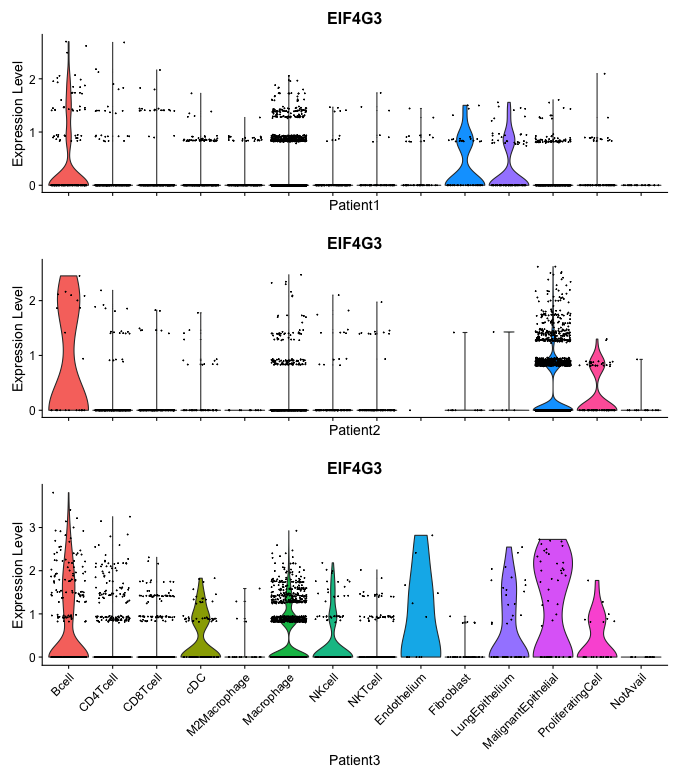 EIF4G3
Expression Level
2
1
0
Patient1
EIF4G3
Expression Level
2
1
0
Patient2
EIF4G3
Expression Level
3
2
1
0
Bcell
CD4Tcell
CD8Tcell
cDC
M2Macrophage
Macrophage
NKcell
NKTcell
Endothelium
Fibroblast
LungEpithelium
MalignantEpithelial
ProliferatingCell
NotAvail
Patient3